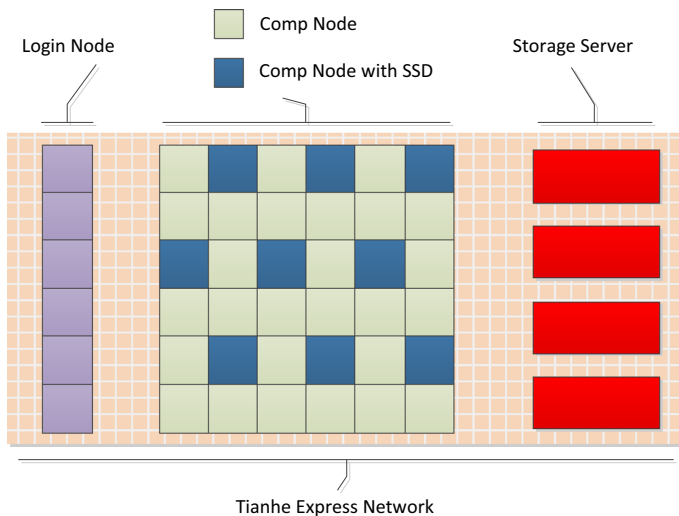 Comp Node
Login Node
Storage Server
Comp Node with SSD
Tianhe Express Network